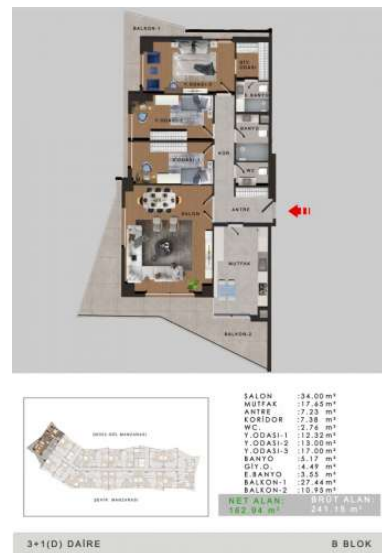 BALKON-1
GİY. ODASI
Y.ODASI-3
E.BANYO
Y.ODASI-2
BANYO
KOR.
Y.ODASI-1
WC
SALON
ANTRE
MUTFAK
BALKON-2
MANZARASI
ŞEHİR MANZARASI
SALON :34.00 m²
MUTFAK :17.65 m²
ANTRE :7.23 m²
KORİDOR :7.38 m²
WC. :2.76 m²
Y.ODASI-1 :12.32 m²
Y.ODASI-2 :13.00 m²
Y.ODASI-3 :17.00 m²
BANYO :5.17 m²
GİY.O. :4.49 m²
E.BANYO :3.55 m²
BALKON-1 :27.44 m²
BALKON-2 :10.95 m²
NET ALAN: BRÜT ALAN:
162.94 m² m²
3+1(D) DAİRE B BLOK